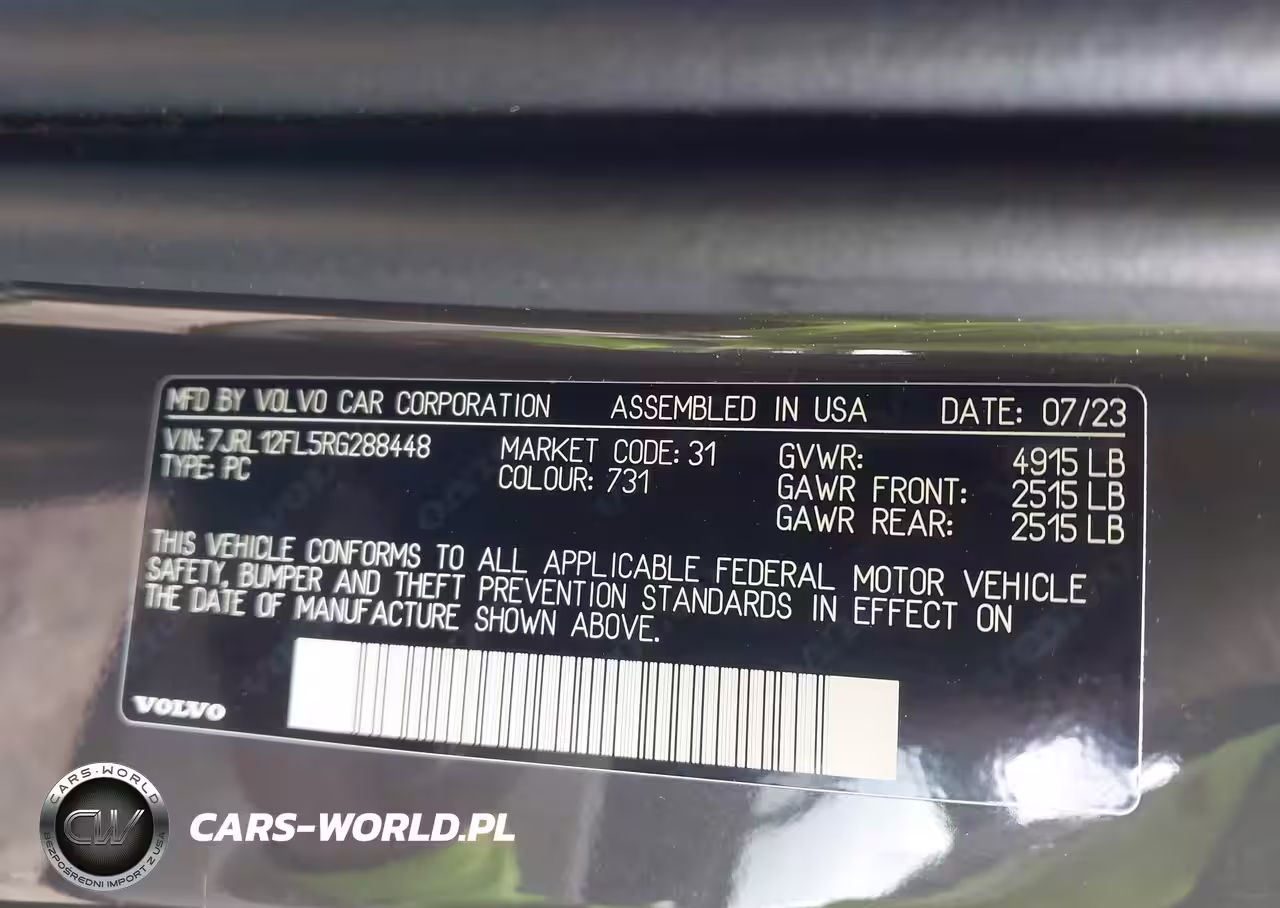 MFD BY VOLVO CAR CORPORATION ASSEMBLED IN USA DATE: 07/23
VIN: 7JRL12FL5RG288448 MARKET CODE: 31 GVWR: 4915 LB
TYPE: PC COLOUR: 731 GAWR FRONT: 2515 LB
GAWR REAR: 2515 LB
THIS VEHICLE CONFORMS TO ALL APPLICABLE FEDERAL MOTOR VEHICLE
SAFETY, BUMPER AND THEFT PREVENTION STANDARDS IN EFFECT ON
THE DATE OF MANUFACTURE SHOWN ABOVE.
VOLVO
CARS-WORLD
CW
BEZPOŚREDNI IMPORT Z USA
CARS-WORLD.PL